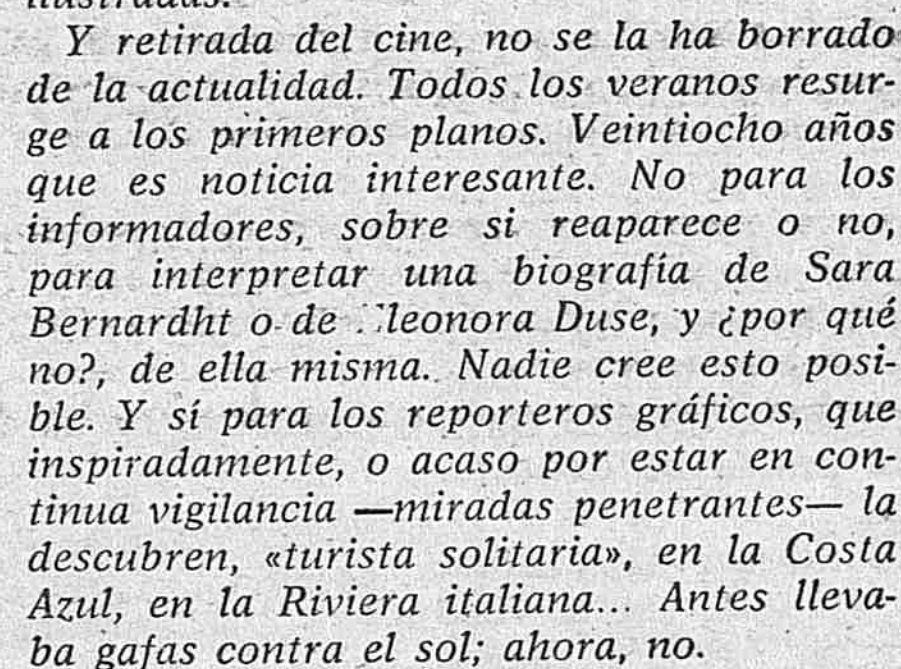 ilustradas.
Y retirada del cine, no se la ha borrado
de la actualidad. Todos los veranos resur-
ge a los primeros planos. Veintiocho años
que es noticia interesante. No para los
informadores, sobre si reaparece o no,
para interpretar una biografía de Sara
Bernardht o de leonora Duse, y ¿por qué
no?, de ella misma. Nadie cree esto posi-
ble. Y sí para los reporteros gráficos, que
inspiradamente, o acaso por estar en con-
tinua vigilancia —miradas penetrantes— la
descubren, «turista solitaria», en la Costa
Azul, en la Riviera italiana... Antes lleva-
ba gafas contra el sol; ahora, no.